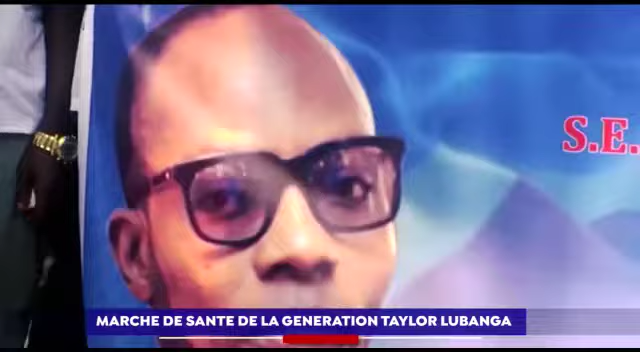 S.E.
MARCHE DE SANTE DE LA GENERATION TAYLOR LUBANGA